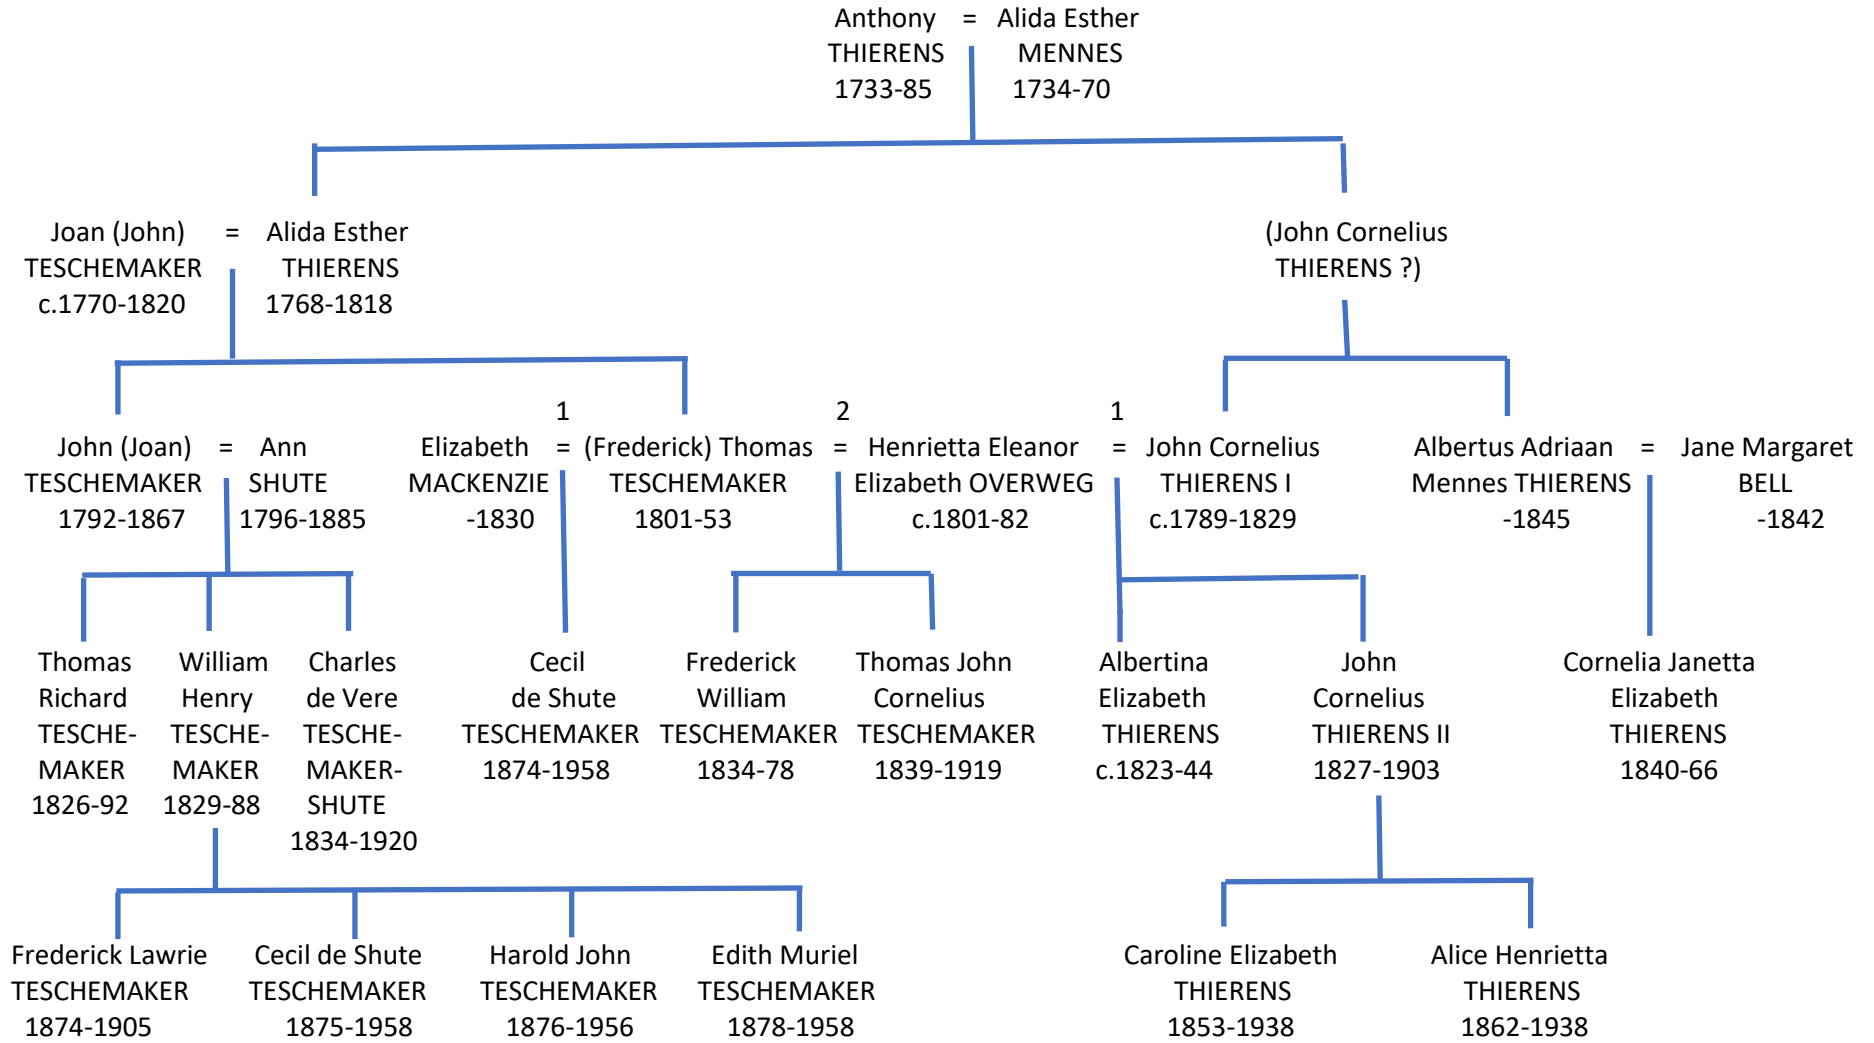 Anthony = Alida Esther
THIERENS MENNES
1733-85 1734-70
Joan (John) = Alida Esther (John Cornelius
TESCHEMAKER THIERENS THIERENS ?)
c.1770-1820 1768-1818
1 2 1
John (Joan) = Ann Elizabeth = (Frederick) Thomas = Henrietta Eleanor = John Cornelius Albertus Adriaan = Jane Margaret
TESCHEMAKER SHUTE MACKENZIE TESCHEMAKER Elizabeth OVERWEG THIERENS I Mennes THIERENS BELL
1792-1867 1796-1885 -1830 1801-53 c.1801-82 c.1789-1829 -1845 -1842
Thomas William Charles Cecil Frederick Thomas John Albertina John Cornelia Janetta
Richard Henry de Vere de Shute William Cornelius Elizabeth Cornelius Elizabeth
TESCHE- TESCHE- TESCHE- TESCHEMAKER TESCHEMAKER TESCHEMAKER THIERENS THIERENS II THIERENS
MAKER MAKER MAKER- 1874-1958 1834-78 1839-1919 c.1823-44 1827-1903 1840-66
1826-92 1829-88 SHUTE
1834-1920
Frederick Lawrie Cecil de Shute Harold John Edith Muriel Caroline Elizabeth Alice Henrietta
TESCHEMAKER TESCHEMAKER TESCHEMAKER TESCHEMAKER THIERENS THIERENS
1874-1905 1875-1958 1876-1956 1878-1958 1853-1938 1862-1938